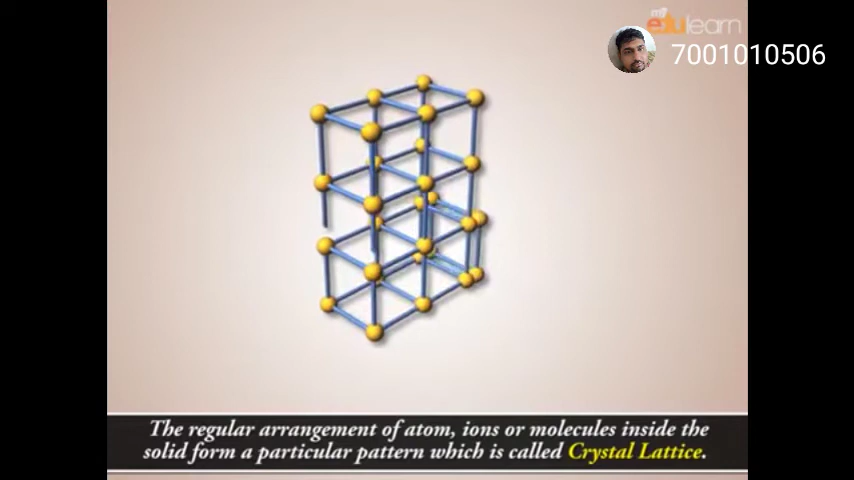 my
edulearn
7001010506
The regular arrangement of atom, ions or molecules inside the
solid form a particular pattern which is called Crystal Lattice.